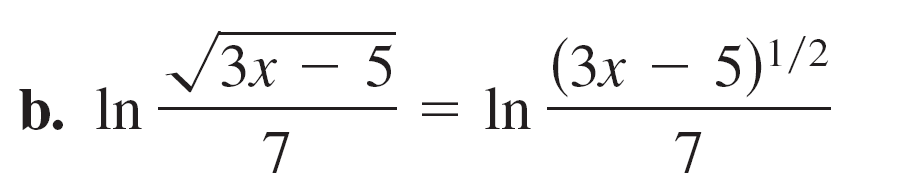 b. ln √(3x − 5) / 7 = ln (3x − 5)^1/2 / 7